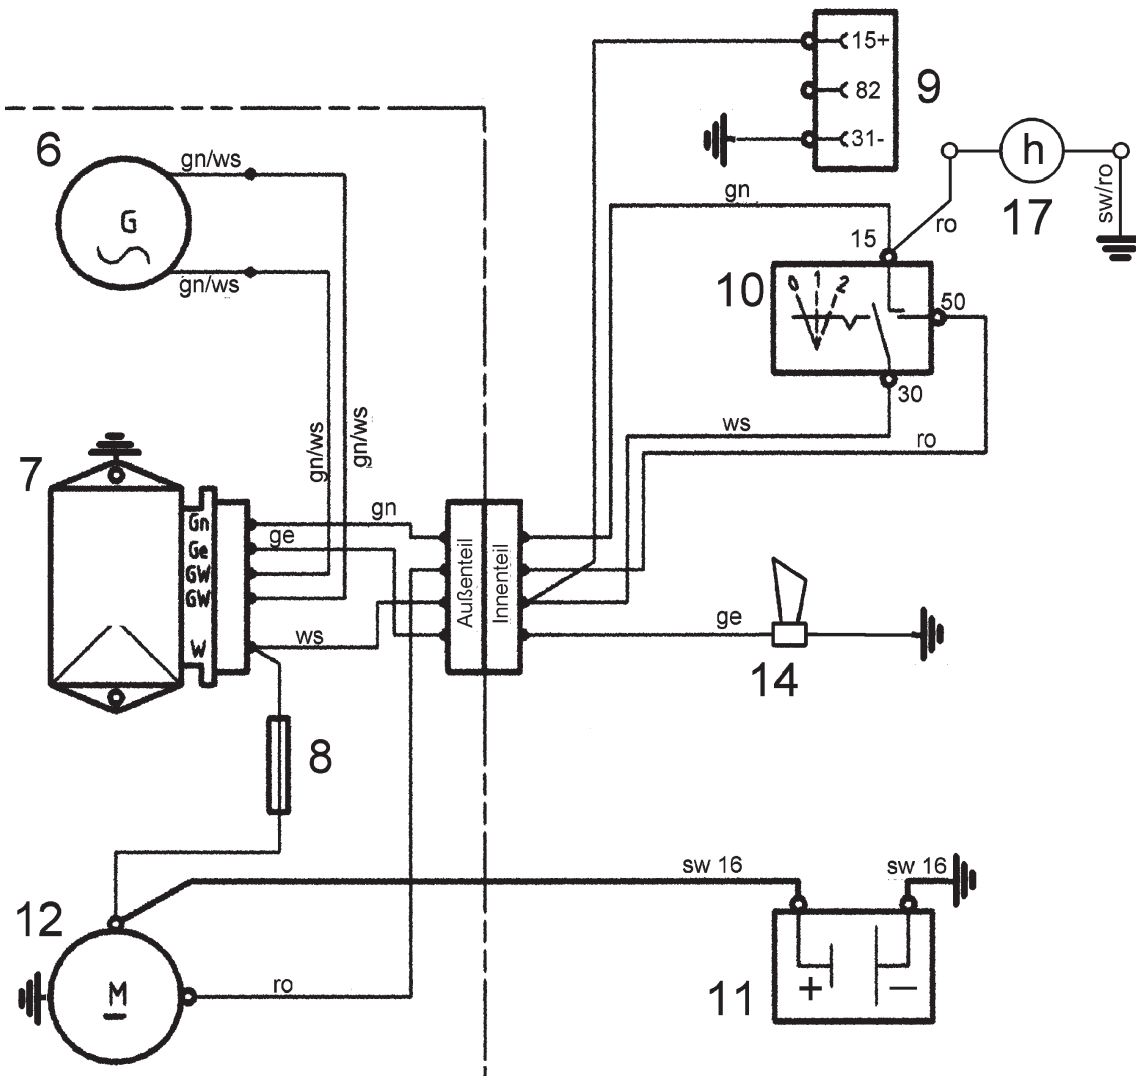 15+
9
82
31-
6
gn/ws
G
gn/ws
h
17
sw/ro
gn
ro
15
10
0 1 2
50
30
ws
ro
gn/ws
gn/ws
7
Gn
Ge
GW
GW
W
gn
ge
ws
Außenteil
Innenteil
ge
14
8
sw 16
sw 16
12
M
ro
11
+
−